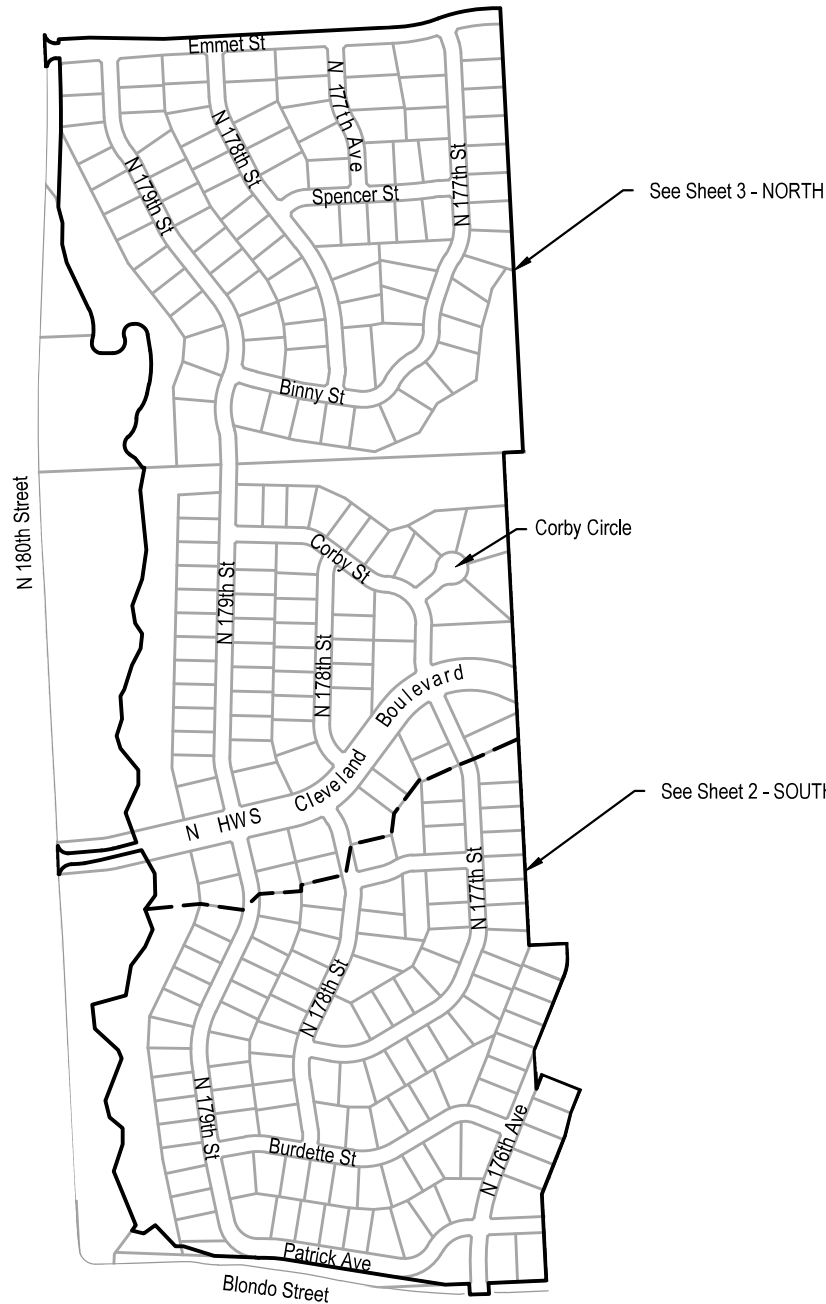 Emmet St
N 177th Ave
N 178th St
N 179th St
N 177th St
Spencer St
See Sheet 3 - NORTH
Binny St
N 180th Street
Corby Circle
Corby St
N 179th St
N 178th St
N HWS Cleveland Boulevard
See Sheet 2 - SOUTH
N 177th St
N 178th St
N 179th St
Burdette St
N 176th Ave
Patrick Ave
Blondo Street